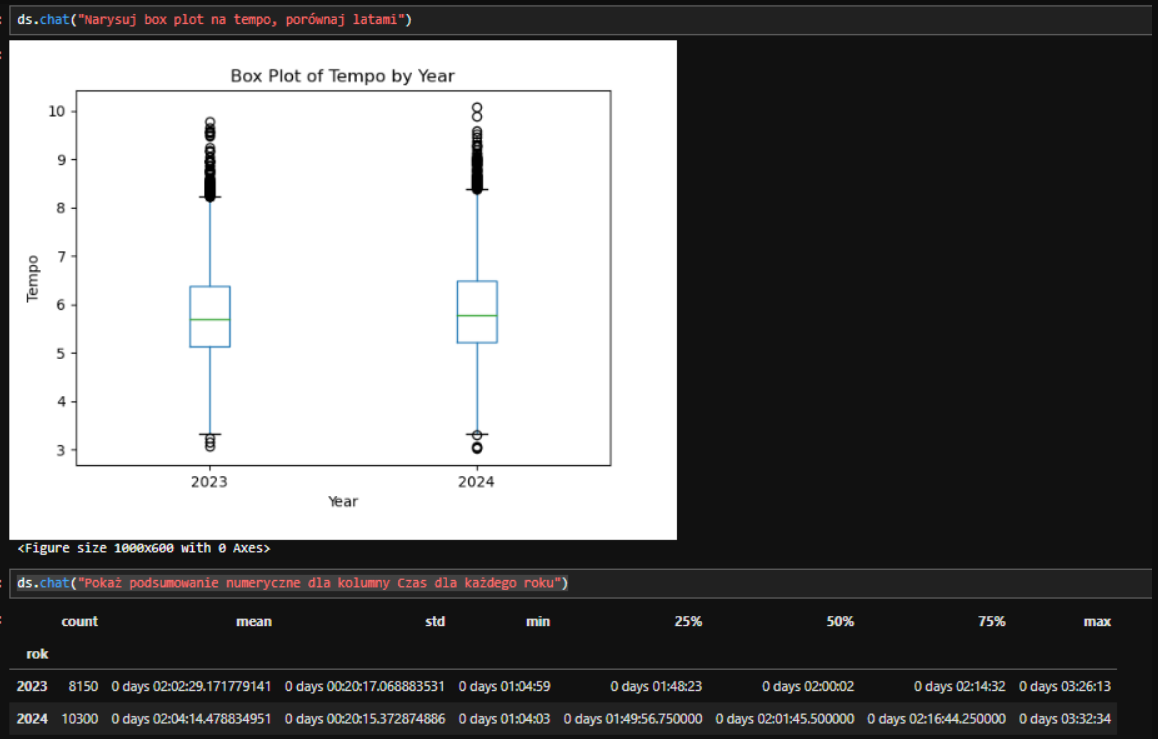 ds.chat("Narysuj box plot na tempo, porównaj latami")
Box Plot of Tempo by Year
10
9
8
7
6
5
4
3
Tempo
2023 2024
Year
<Figure size 1000x600 with 0 Axes>
ds.chat("Pokaż podsumowanie numeryczne dla kolumny Czas dla każdego roku")
count mean std min 25% 50% 75% max
rok
2023 8150 0 days 02:02:29.171779141 0 days 00:20:17.068883531 0 days 01:04:59 0 days 01:48:23 0 days 02:00:02 0 days 02:14:32 0 days 03:26:13
2024 10300 0 days 02:04:14.478834951 0 days 00:20:15.372874886 0 days 01:04:03 0 days 01:49:56.750000 0 days 02:01:45.500000 0 days 02:16:44.250000 0 days 03:32:34